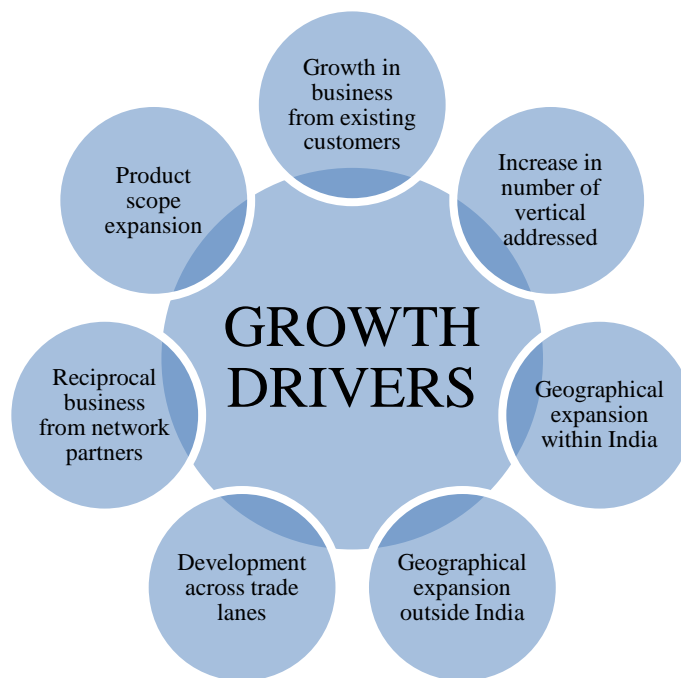 Growth in
business
from existing
customers
Increase in
number of
vertical
addressed
Geographical
expansion
within India
Geographical
expansion
outside India
Development
across trade
lanes
Reciprocal
business
from network
partners
Product
scope
expansion
GROWTH
DRIVERS